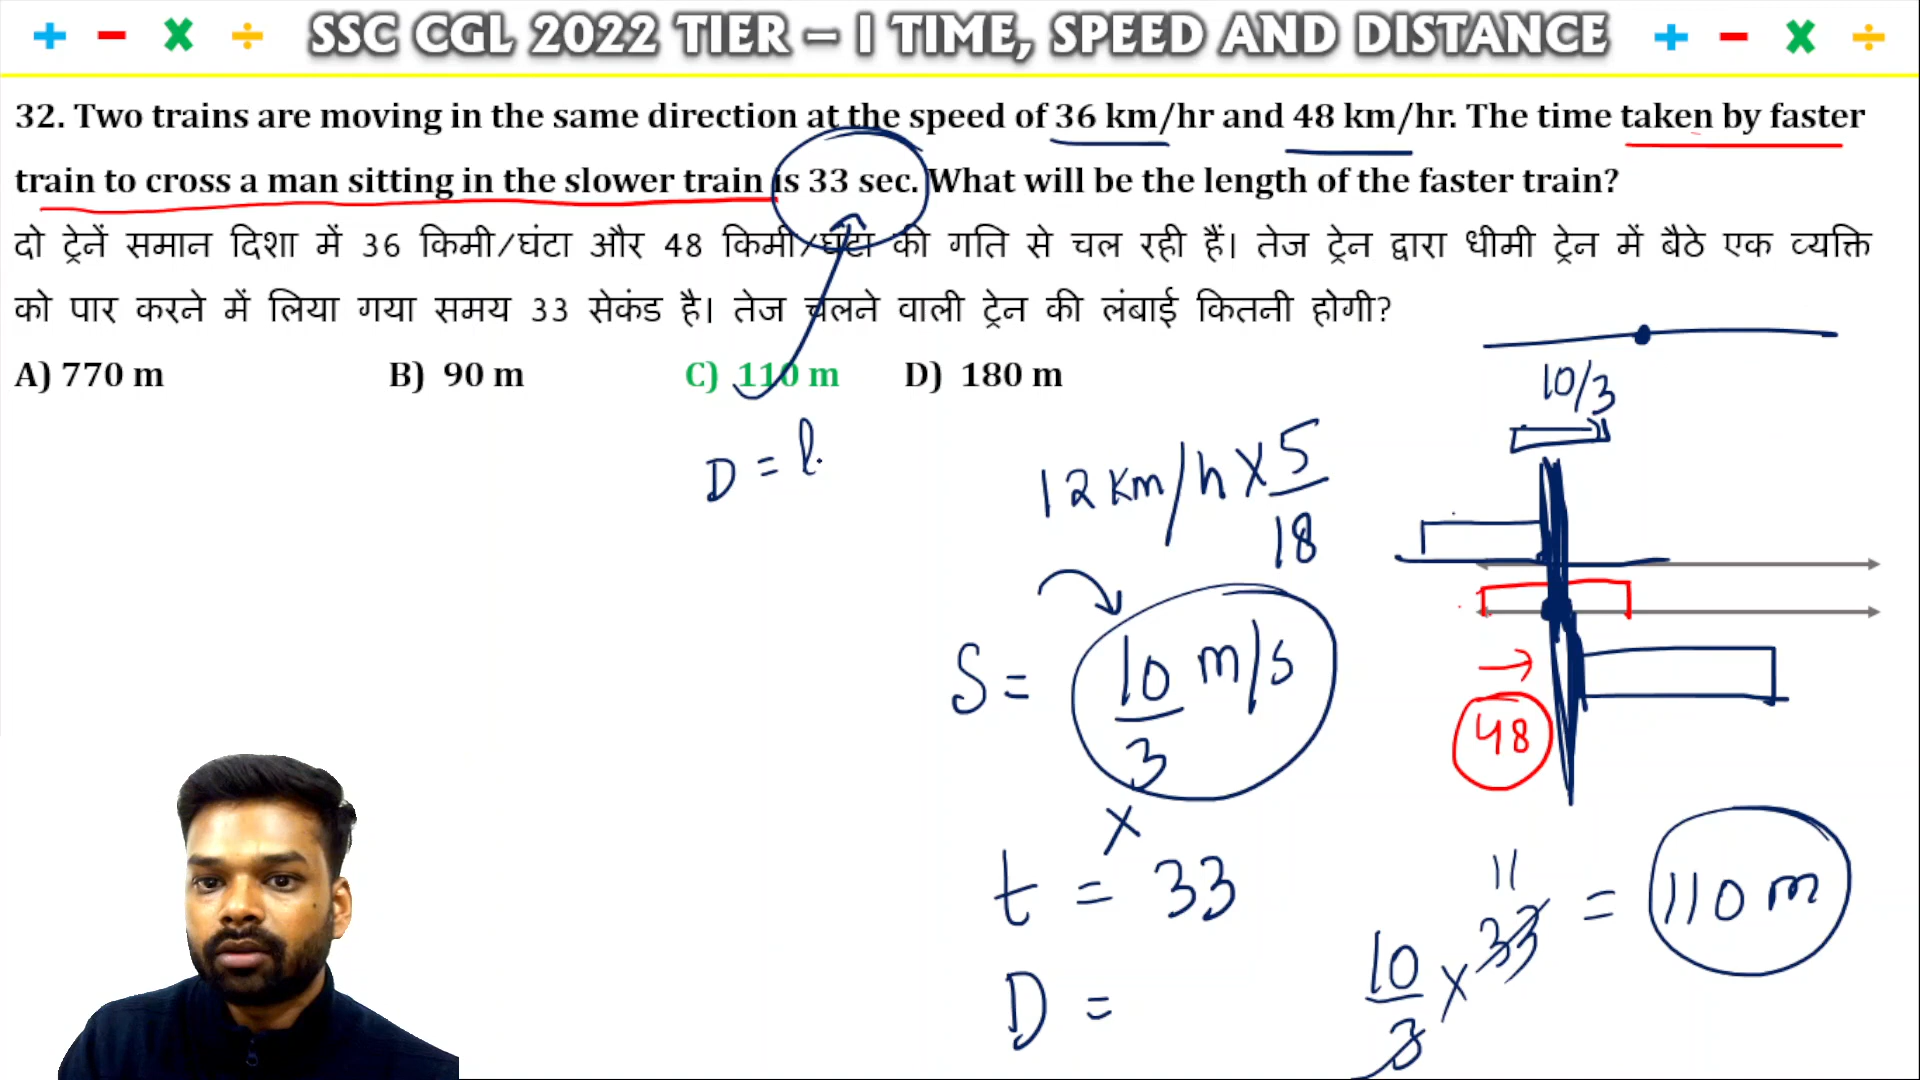 + - × ÷ SSC CGL 2022 TIER – I TIME, SPEED AND DISTANCE + - × ÷
32. Two trains are moving in the same direction at the speed of 36 km/hr and 48 km/hr. The time taken by faster
train to cross a man sitting in the slower train is 33 sec. What will be the length of the faster train?
दो ट्रेनें समान दिशा में 36 किमी/घंटा और 48 किमी/घंटा की गति से चल रही हैं। तेज ट्रेन द्वारा धीमी ट्रेन में बैठे एक व्यक्ति
को पार करने में लिया गया समय 33 सेकंड है। तेज चलने वाली ट्रेन की लंबाई कितनी होगी?
A) 770 m B) 90 m C) 110 m D) 180 m
10/3
D = l
12 km/h × 5/18
S = 10/3 m/s
48
×
t = 33
D = 10/3 × 33 11 = 110 m